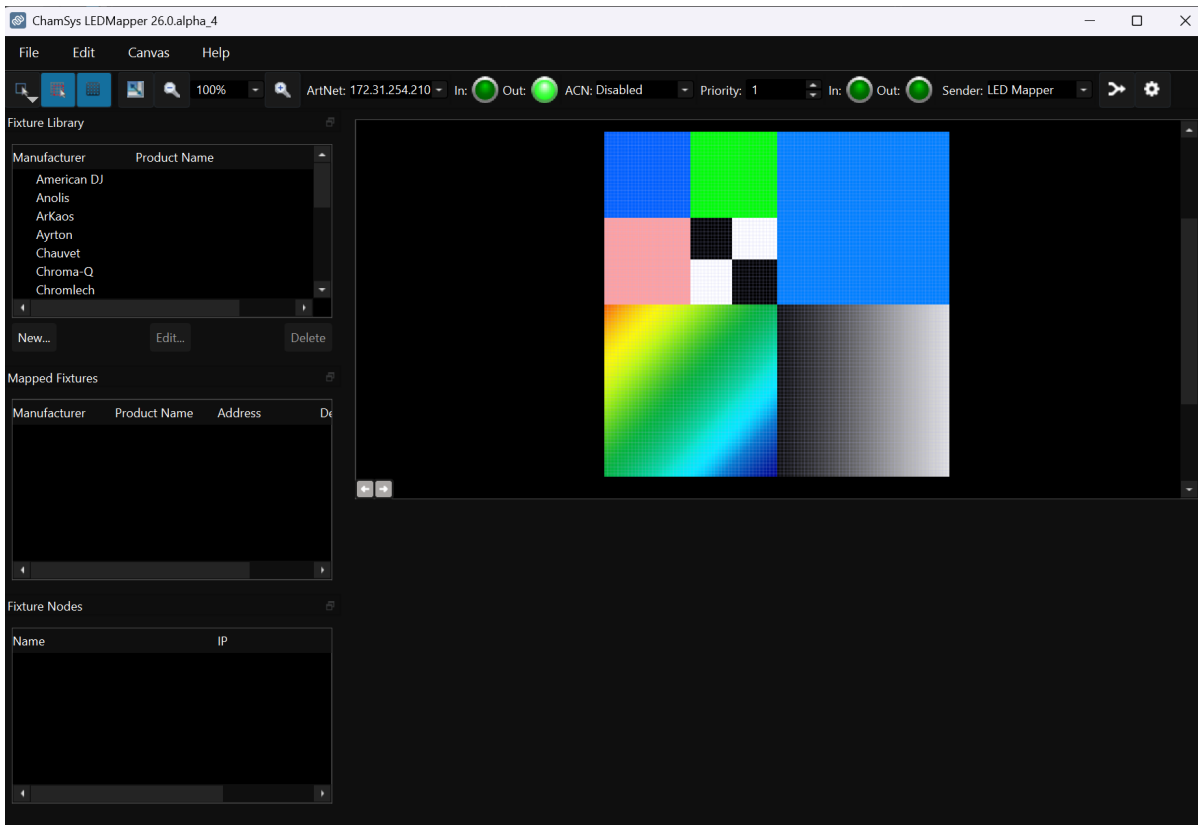 ChamSys LEDMapper 26.0.alpha_4
File Edit Canvas Help
100% ArtNet: 172.31.254.210 In: Out: ACN: Disabled Priority: 1 In: Out: Sender: LED Mapper
Fixture Library
Manufacturer Product Name
American DJ
Anolis
ArKaos
Ayrton
Chauvet
Chroma-Q
Chromlech
New... Edit... Delete
Mapped Fixtures
Manufacturer Product Name Address De
Fixture Nodes
Name IP